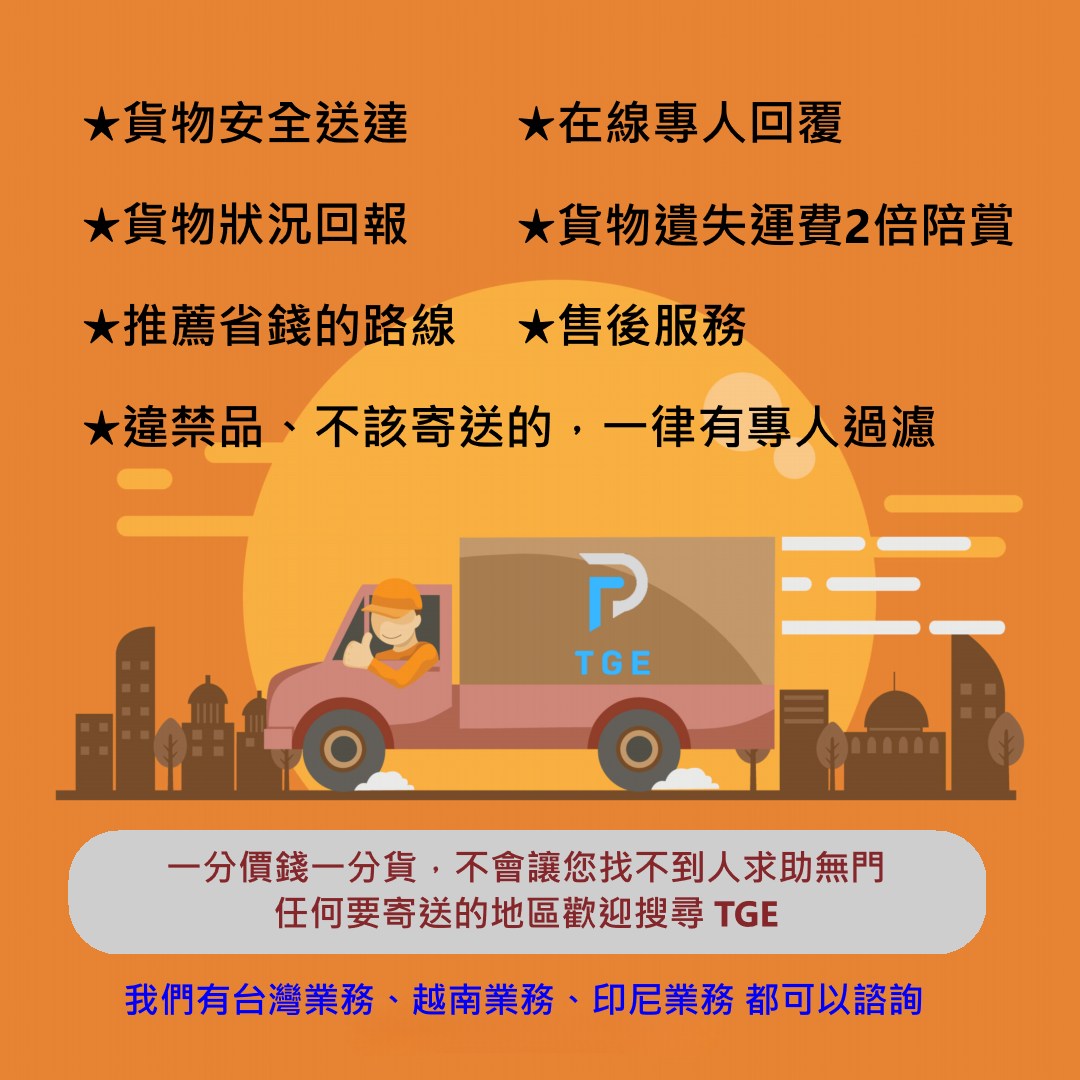 ★貨物安全送達 ★在線專人回覆
★貨物狀況回報 ★貨物遺失運費2倍陪賞
★推薦省錢的路線 ★售後服務
★違禁品、不該寄送的，一律有專人過濾
TGE
一分價錢一分貨，不會讓您找不到人求助無門
任何要寄送的地區歡迎搜尋 TGE
我們有台灣業務、越南業務、印尼業務 都可以諮詢